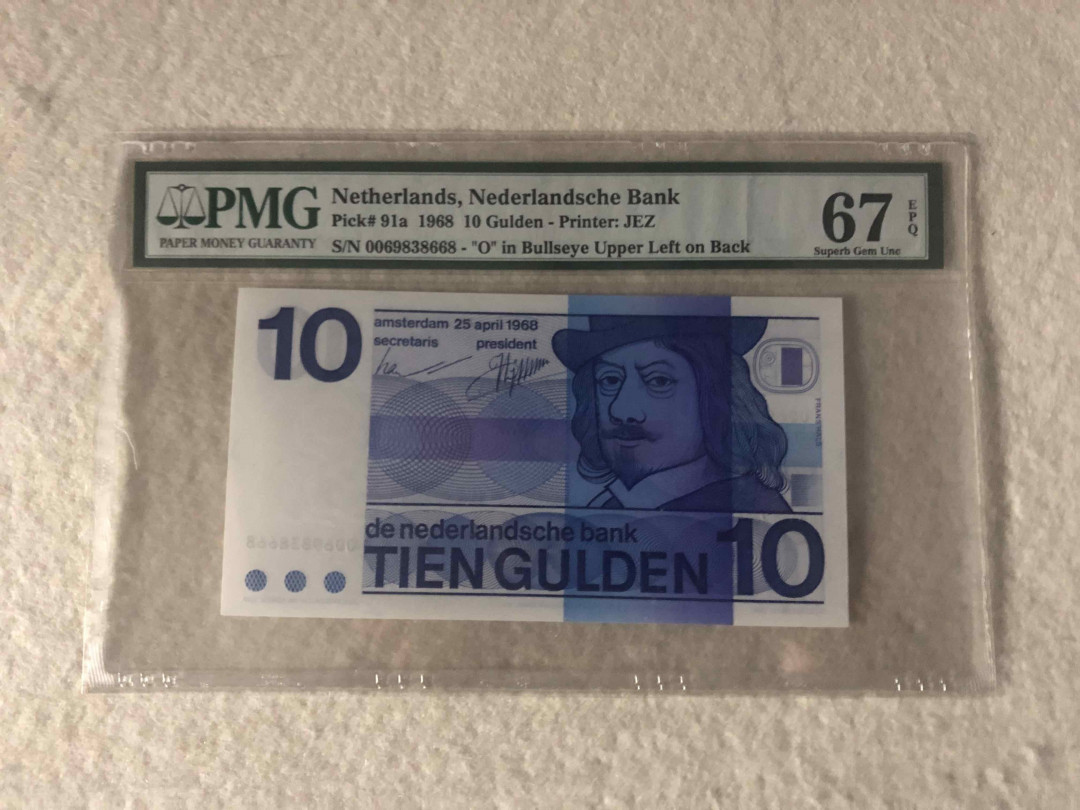 PMG
PAPER MONEY GUARANTY
Netherlands, Nederlandsche Bank
Pick# 91a 1968 10 Gulden - Printer: JEZ
S/N 0069838668 - "O" in Bullseye Upper Left on Back
67
EPQ
Superb Gem Unc
10
amsterdam 25 april 1968
secretaris president
FRANS HALS
de nederlandsche bank
TIEN GULDEN
10